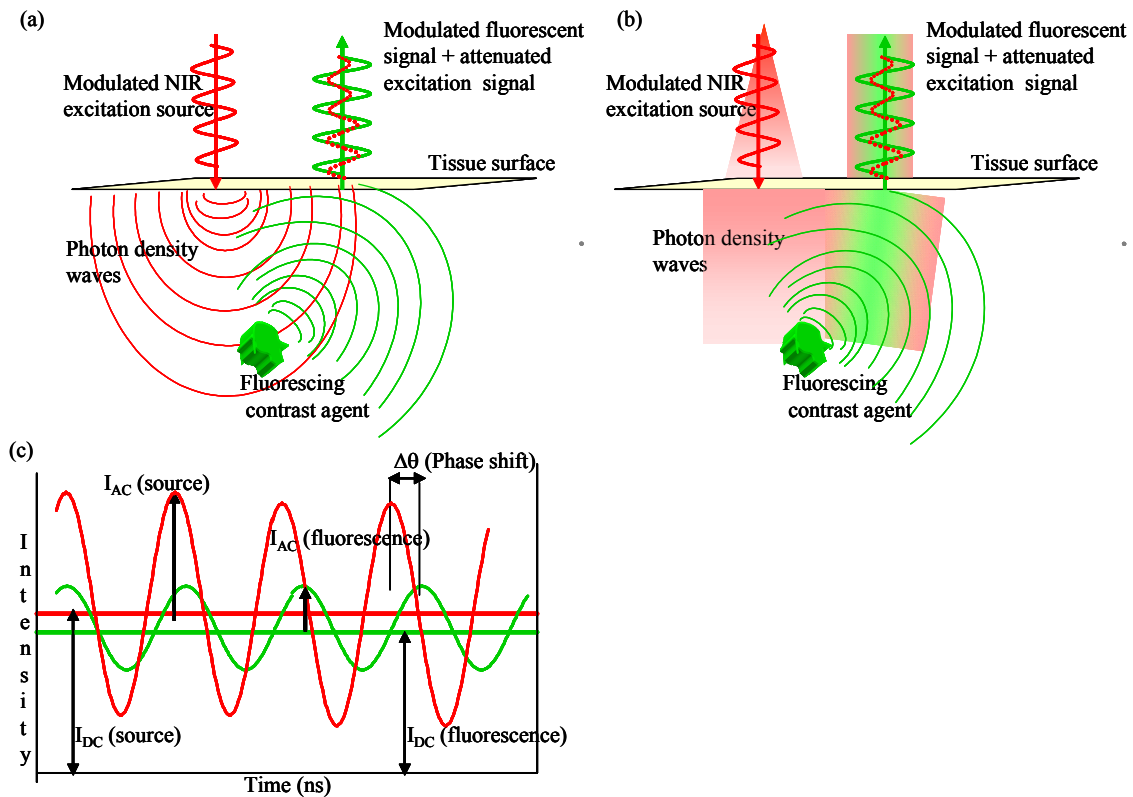 (a)
Modulated NIR
excitation source
Modulated fluorescent
signal + attenuated
excitation signal
Tissue surface
Photon density
waves
Fluorescing
contrast agent
(b)
Modulated NIR
excitation source
Modulated fluorescent
signal + attenuated
excitation signal
Tissue surface
Photon density
waves
Fluorescing
contrast agent
(c)
Δθ (Phase shift)
I_AC (source)
I_AC (fluorescence)
I_DC (source)
I_DC (fluorescence)
Intensity
Time (ns)